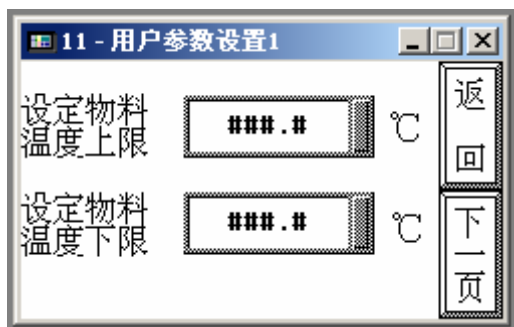 11 - 用户参数设置1
设定物料
温度上限
###.#
℃
返回
设定物料
温度下限
###.#
℃
下一页